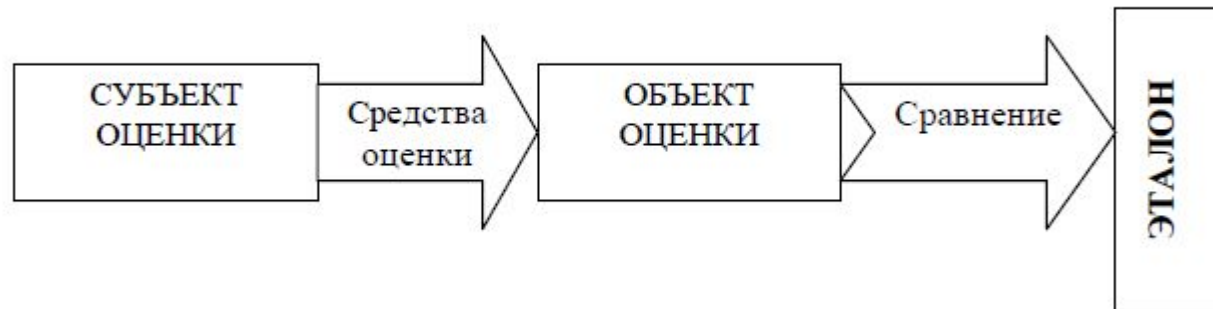 СУБЪЕКТ
ОЦЕНКИ
Средства
оценки
ОБЪЕКТ
ОЦЕНКИ
Сравнение
ЭТАЛОН